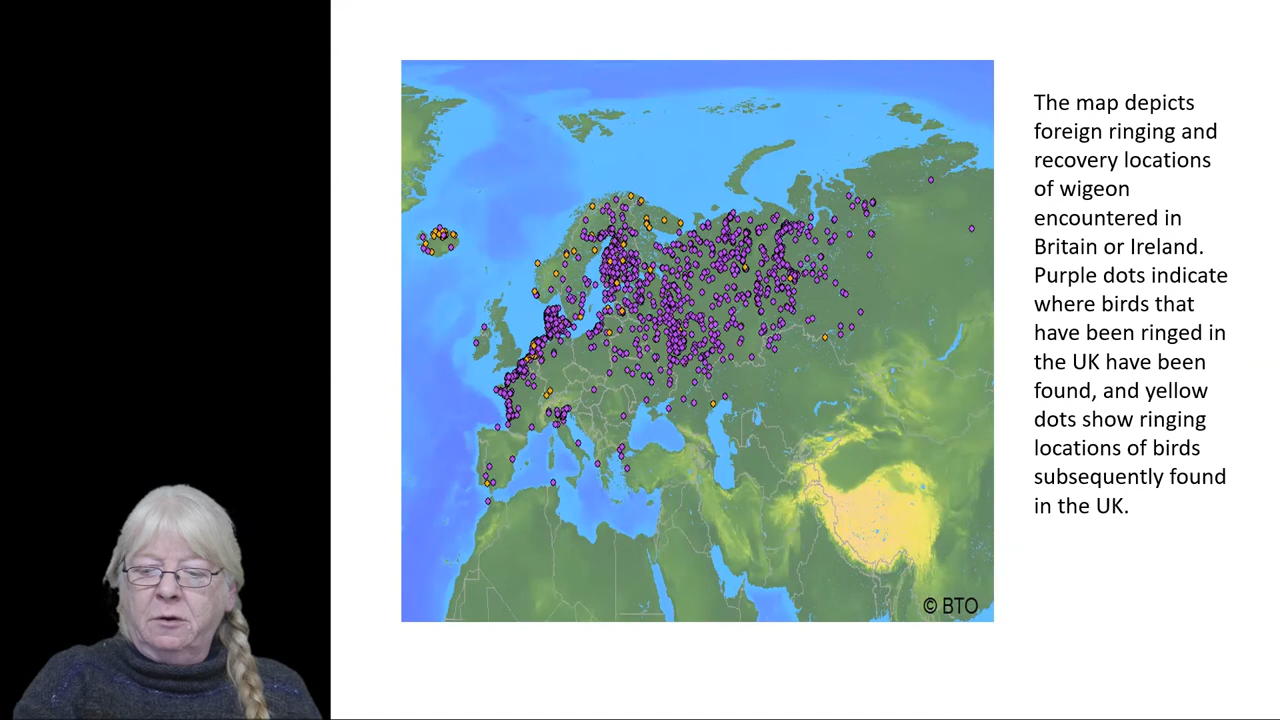 The map depicts
foreign ringing and
recovery locations
of wigeon
encountered in
Britain or Ireland.
Purple dots indicate
where birds that
have been ringed in
the UK have been
found, and yellow
dots show ringing
locations of birds
subsequently found
in the UK.
© BTO